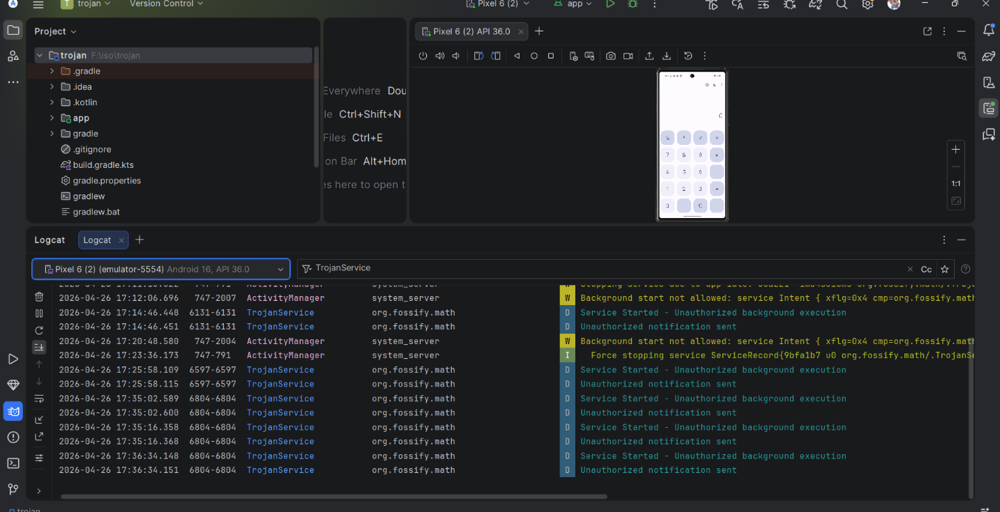 T trojan Version Control Pixel 6 (2) app
Project
Pixel 6 (2) API 36.0
trojan F:\iso\trojan
.gradle
.idea
.kotlin
app
gradle
.gitignore
build.gradle.kts
gradle.properties
gradlew
gradlew.bat
Everywhere Dou
le Ctrl+Shift+N
Files Ctrl+E
on Bar Alt+Hom
es here to open t
7 8 9
4 5 6
1 2 3 +
0 C
1:1
Logcat Logcat
Pixel 6 (2) (emulator-5554) Android 16, API 36.0 TrojanService Cc
2026-04-26 17:12:06.696 747-2007 ActivityManager system_server W Background start not allowed: service Intent { xflg=0x4 cmp=org.fossify.math
2026-04-26 17:14:46.448 6131-6131 TrojanService org.fossify.math D Service Started - Unauthorized background execution
2026-04-26 17:14:46.451 6131-6131 TrojanService org.fossify.math D Unauthorized notification sent
2026-04-26 17:20:48.580 747-2004 ActivityManager system_server W Background start not allowed: service Intent { xflg=0x4 cmp=org.fossify.math
2026-04-26 17:23:36.173 747-791 ActivityManager system_server I Force stopping service ServiceRecord{9bfa1b7 u0 org.fossify.math/.TrojanSe
2026-04-26 17:25:58.109 6597-6597 TrojanService org.fossify.math D Service Started - Unauthorized background execution
2026-04-26 17:25:58.115 6597-6597 TrojanService org.fossify.math D Unauthorized notification sent
2026-04-26 17:35:02.589 6804-6804 TrojanService org.fossify.math D Service Started - Unauthorized background execution
2026-04-26 17:35:02.600 6804-6804 TrojanService org.fossify.math D Unauthorized notification sent
2026-04-26 17:35:16.358 6804-6804 TrojanService org.fossify.math D Service Started - Unauthorized background execution
2026-04-26 17:35:16.368 6804-6804 TrojanService org.fossify.math D Unauthorized notification sent
2026-04-26 17:36:34.148 6804-6804 TrojanService org.fossify.math D Service Started - Unauthorized background execution
2026-04-26 17:36:34.151 6804-6804 TrojanService org.fossify.math D Unauthorized notification sent
trojan